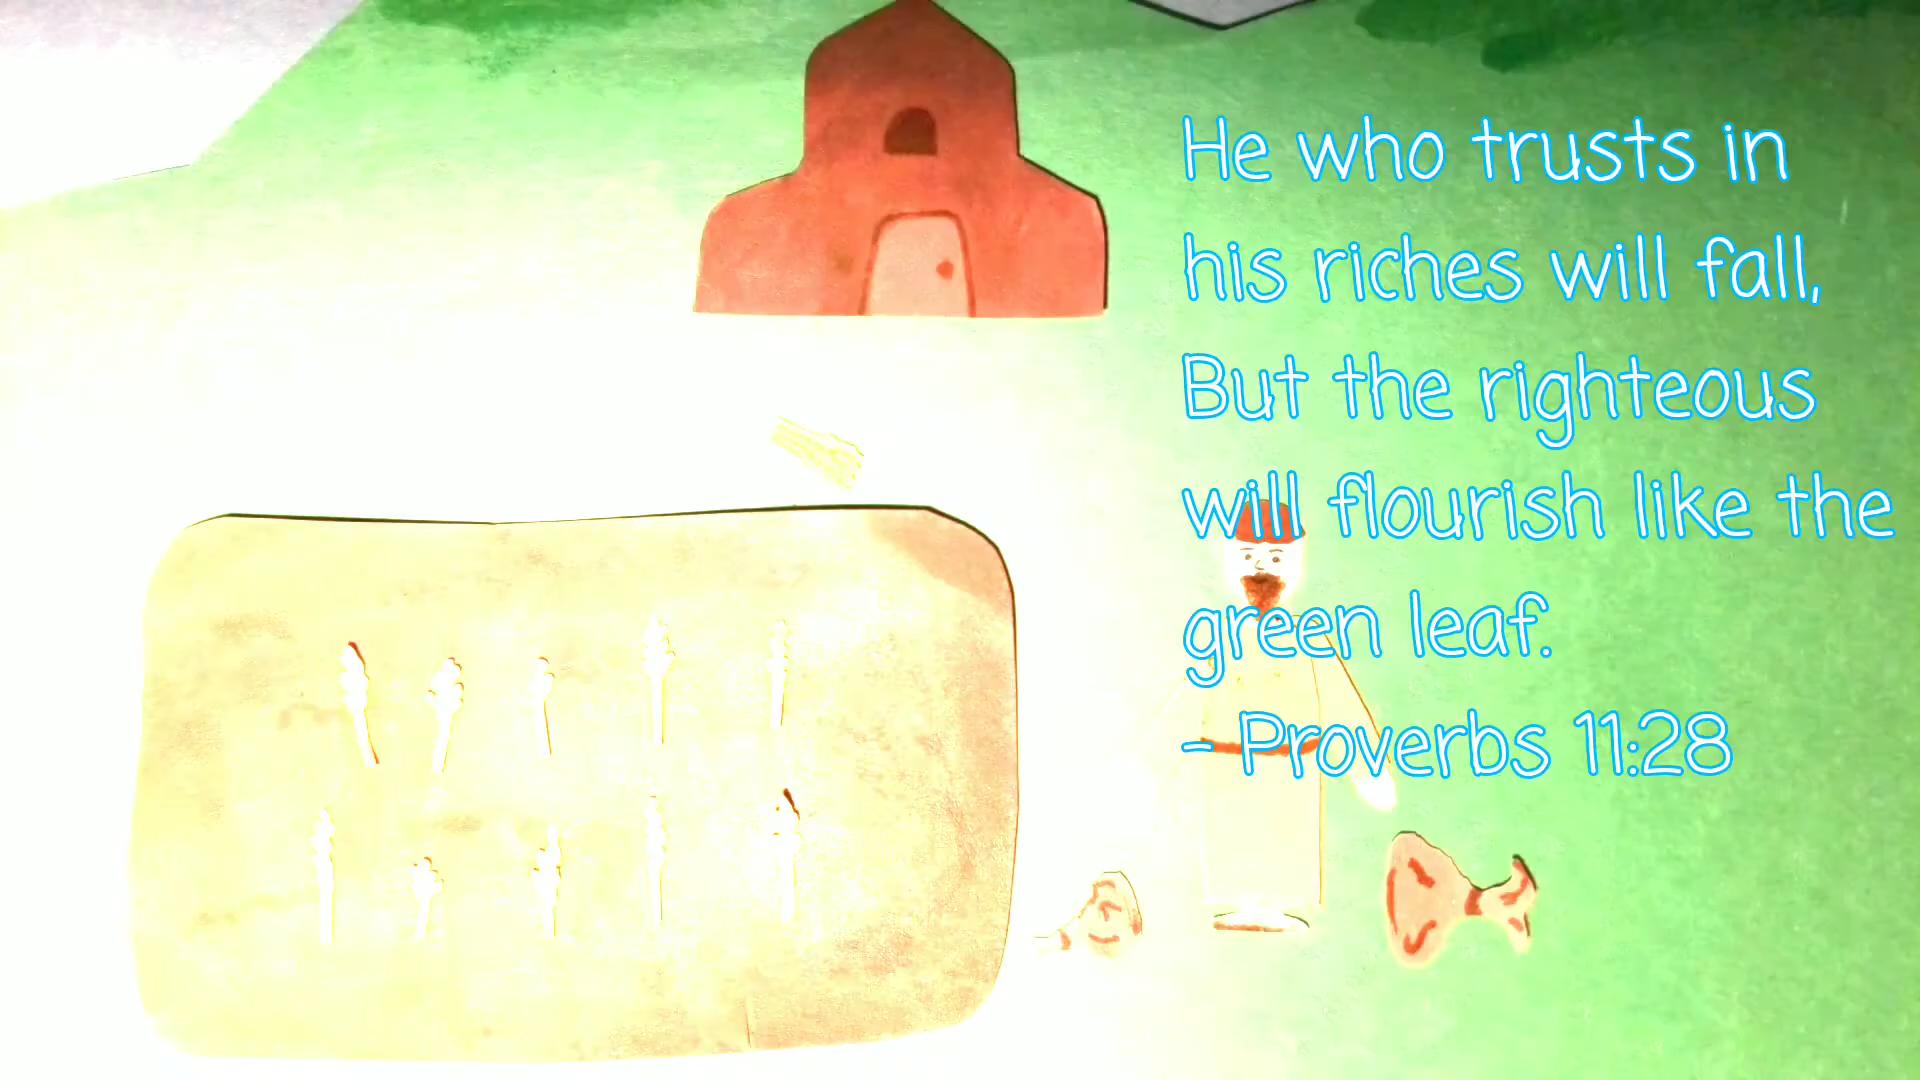 He who trusts in
his riches will fall,
But the righteous
will flourish like the
green leaf.
- Proverbs 11:28